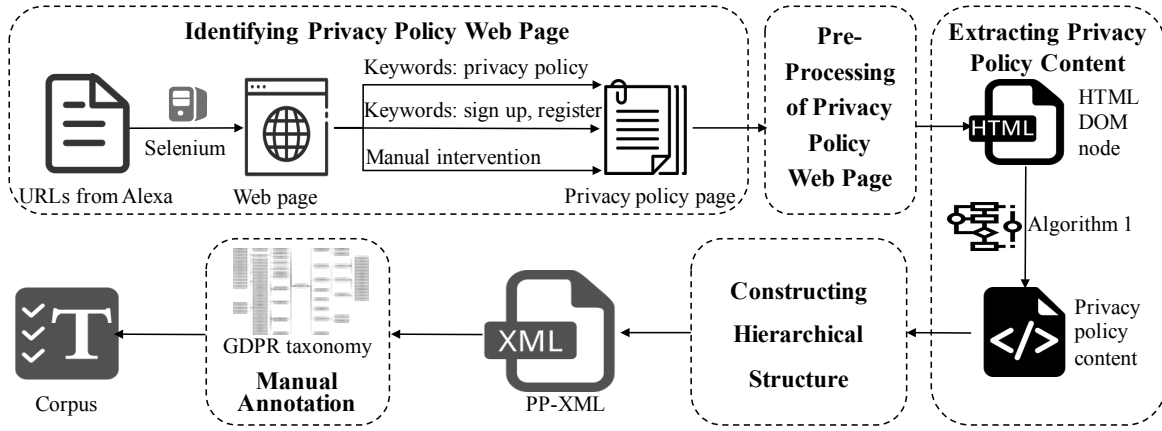 Identifying Privacy Policy Web Page
URLs from Alexa
Selenium
Web page
Keywords: privacy policy
Keywords: sign up, register
Manual intervention
Privacy policy page
Pre-
Processing
of Privacy
Policy
Web Page
Extracting Privacy
Policy Content
HTML
HTML
DOM
node
Algorithm 1
Privacy
policy
content
Constructing
Hierarchical
Structure
XML
PP-XML
GDPR taxonomy
Manual
Annotation
T
Corpus